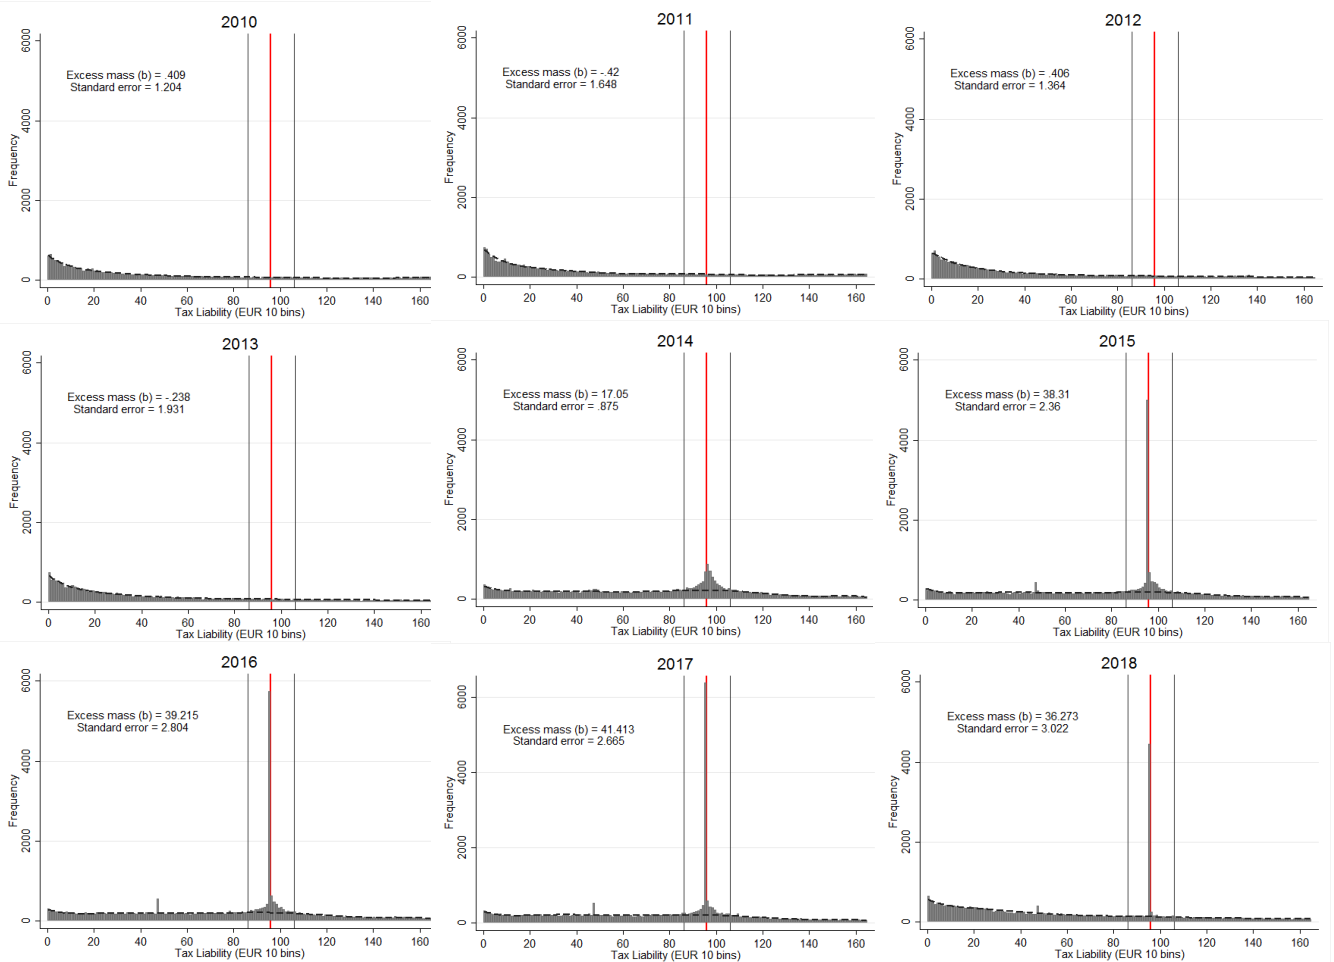 2010
Excess mass (b) = .409
Standard error = 1.204
Frequency
6000
4000
2000
0
0 20 40 60 80 100 120 140 160
Tax Liability (EUR 10 bins)
2011
Excess mass (b) = -.42
Standard error = 1.648
Frequency
6000
4000
2000
0
0 20 40 60 80 100 120 140 160
Tax Liability (EUR 10 bins)
2012
Excess mass (b) = .406
Standard error = 1.364
Frequency
6000
4000
2000
0
0 20 40 60 80 100 120 140 160
Tax Liability (EUR 10 bins)
2013
Excess mass (b) = -.238
Standard error = 1.931
Frequency
6000
4000
2000
0
0 20 40 60 80 100 120 140 160
Tax Liability (EUR 10 bins)
2014
Excess mass (b) = 17.05
Standard error = .875
Frequency
6000
4000
2000
0
0 20 40 60 80 100 120 140 160
Tax Liability (EUR 10 bins)
2015
Excess mass (b) = 38.31
Standard error = 2.36
Frequency
6000
4000
2000
0
0 20 40 60 80 100 120 140 160
Tax Liability (EUR 10 bins)
2016
Excess mass (b) = 39.215
Standard error = 2.804
Frequency
6000
4000
2000
0
0 20 40 60 80 100 120 140 160
Tax Liability (EUR 10 bins)
2017
Excess mass (b) = 41.413
Standard error = 2.665
Frequency
6000
4000
2000
0
0 20 40 60 80 100 120 140 160
Tax Liability (EUR 10 bins)
2018
Excess mass (b) = 36.273
Standard error = 3.022
Frequency
6000
4000
2000
0
0 20 40 60 80 100 120 140 160
Tax Liability (EUR 10 bins)